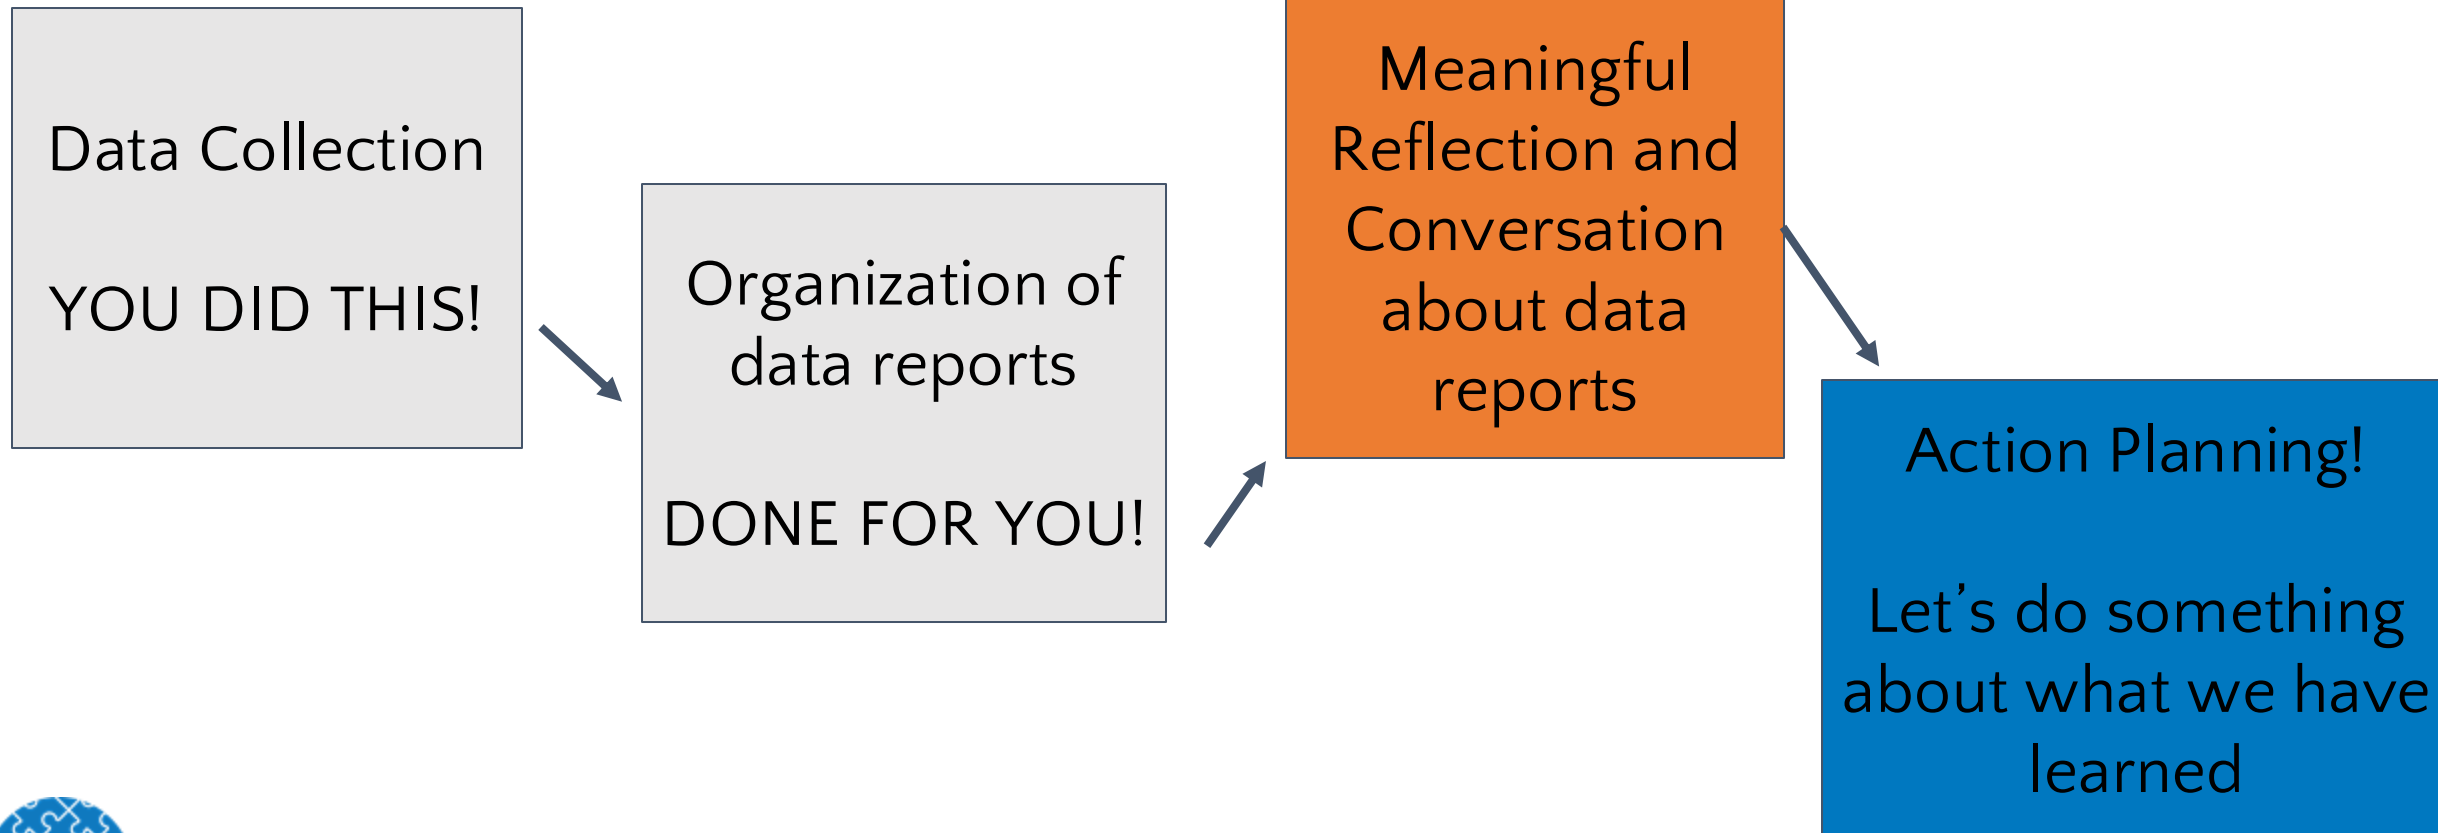 Data Collection
YOU DID THIS!
Organization of
data reports
DONE FOR YOU!
Meaningful
Reflection and
Conversation
about data
reports
Action Planning!
Let’s do something
about what we have
learned